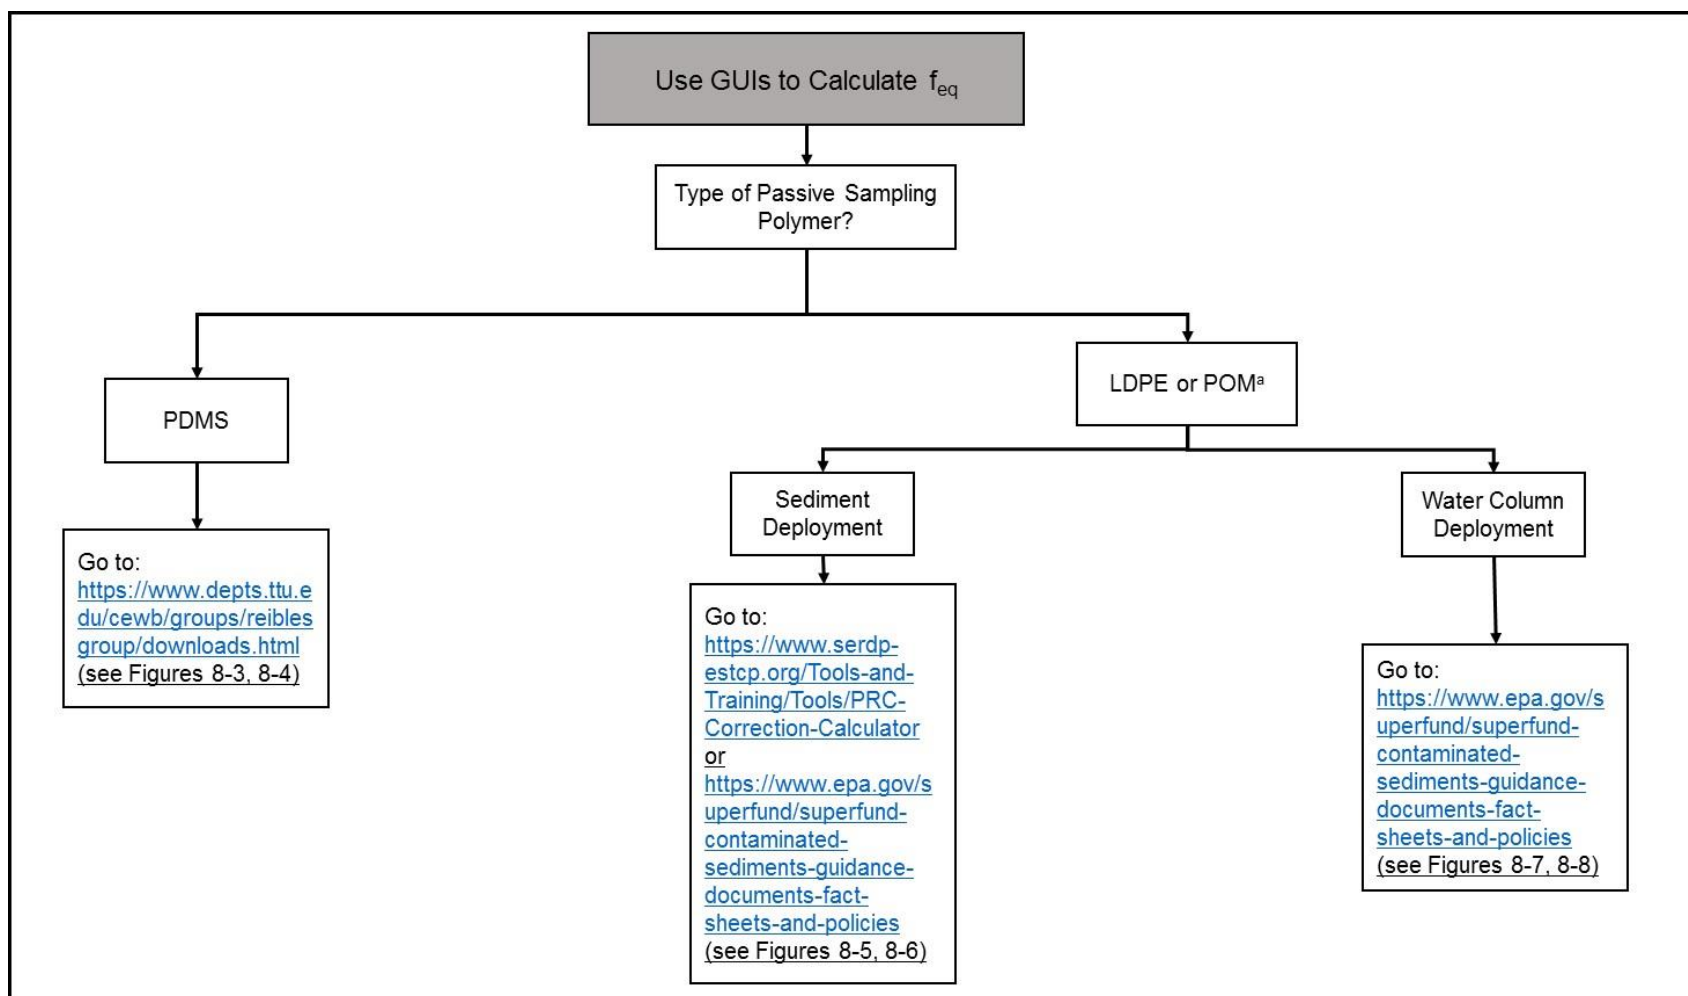 Use GUIs to Calculate feq
Type of Passive Sampling
Polymer?
PDMS
LDPE or POMa
Sediment
Deployment
Water Column
Deployment
Go to:
https://www.depts.ttu.e
du/cewb/groups/reibles
group/downloads.html
(see Figures 8-3, 8-4)
Go to:
https://www.serdp-
estcp.org/Tools-and-
Training/Tools/PRC-
Correction-Calculator
or
https://www.epa.gov/s
uperfund/superfund-
contaminated-
sediments-guidance-
documents-fact-
sheets-and-policies
(see Figures 8-5, 8-6)
Go to:
https://www.epa.gov/s
uperfund/superfund-
contaminated-
sediments-guidance-
documents-fact-
sheets-and-policies
(see Figures 8-7, 8-8)